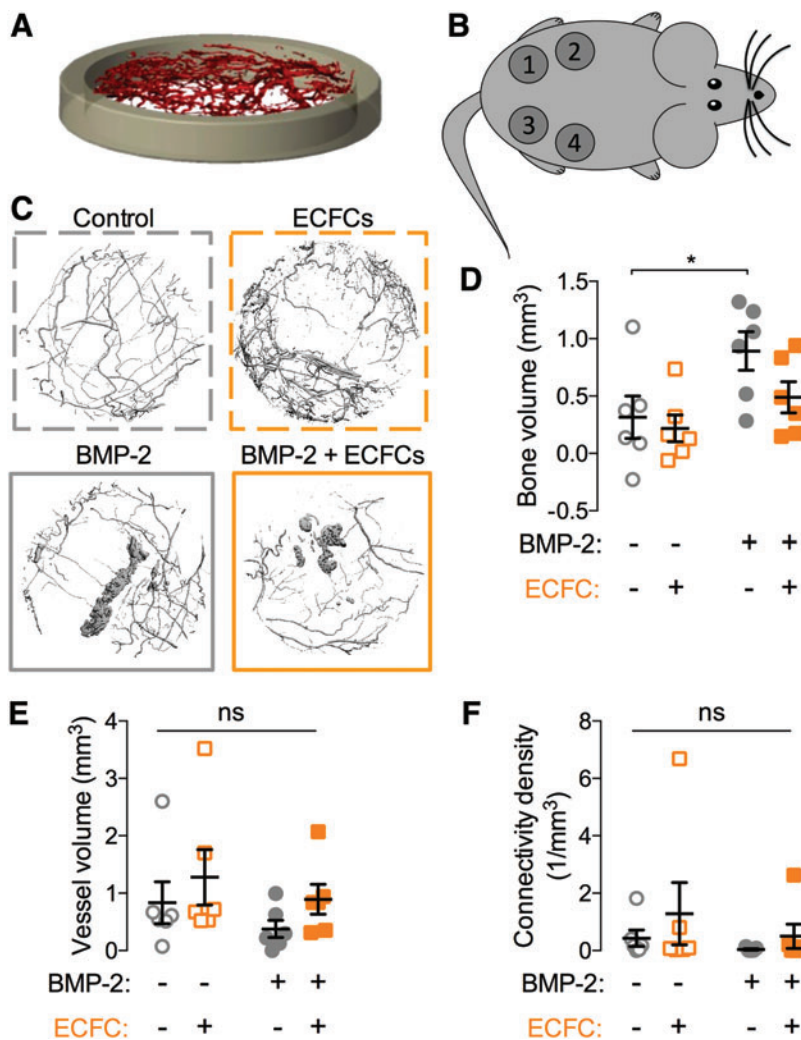 A
B
1
2
3
4
C
Control
ECFCs
BMP-2
BMP-2 + ECFCs
D
*
Bone volume (mm³)
1.5
1.0
0.5
0.0
-0.5
BMP-2: - - + +
ECFC: - + - +
E
ns
Vessel volume (mm³)
4
3
2
1
0
BMP-2: - - + +
ECFC: - + - +
F
ns
Connectivity density
(1/mm³)
8
6
4
2
0
BMP-2: - - + +
ECFC: - + - +